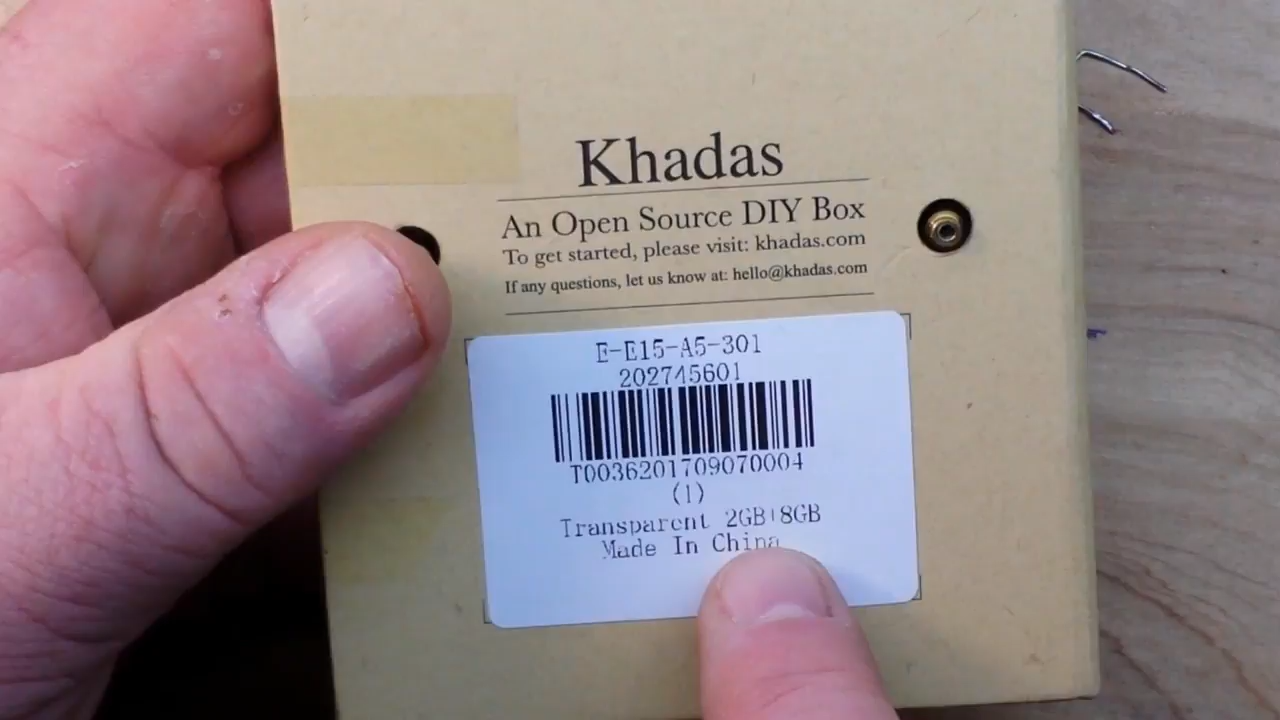 Khadas
An Open Source DIY Box
To get started, please visit: khadas.com
If any questions, let us know at: hello@khadas.com
E-E15-A5-301
202745601
T0036201709070004
(1)
Transparent 2GB+8GB
Made In China